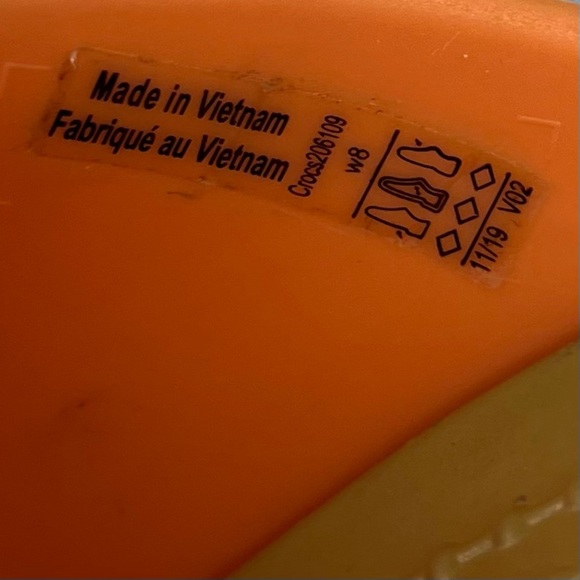 Made in Vietnam
Fabriqué au Vietnam
Crocs206109
w8
11/19 V02